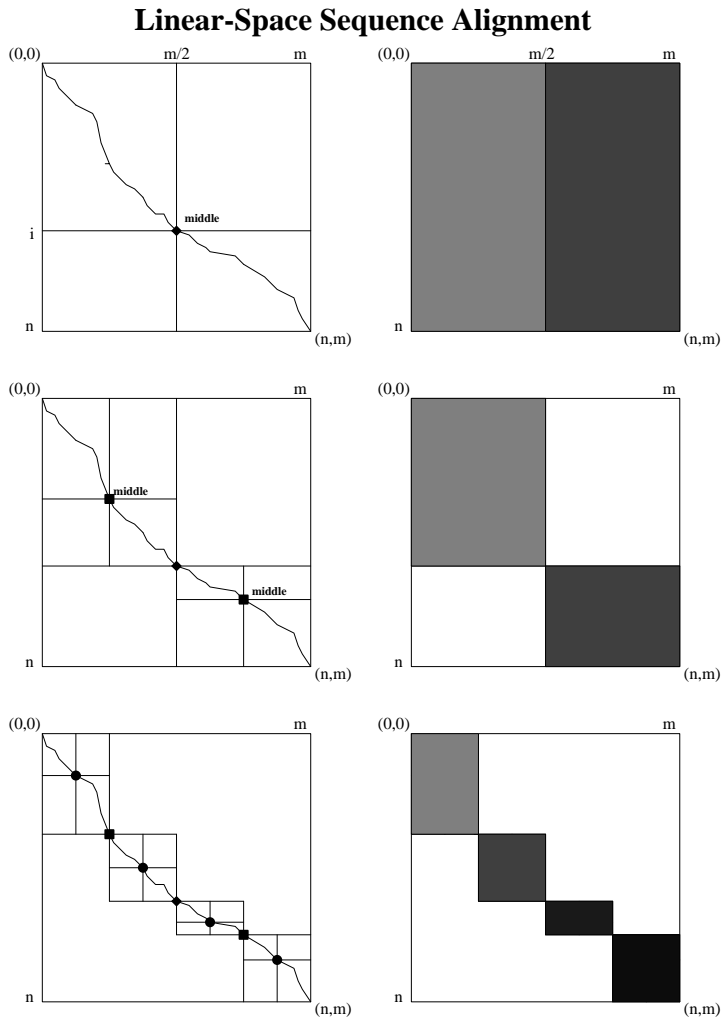 Linear-Space Sequence Alignment
(0,0) m/2 m (0,0) m/2 m
middle
i
n (n,m) n (n,m)
(0,0) m (0,0) m
middle
middle
n (n,m) n (n,m)
(0,0) m (0,0) m
n (n,m) n (n,m)